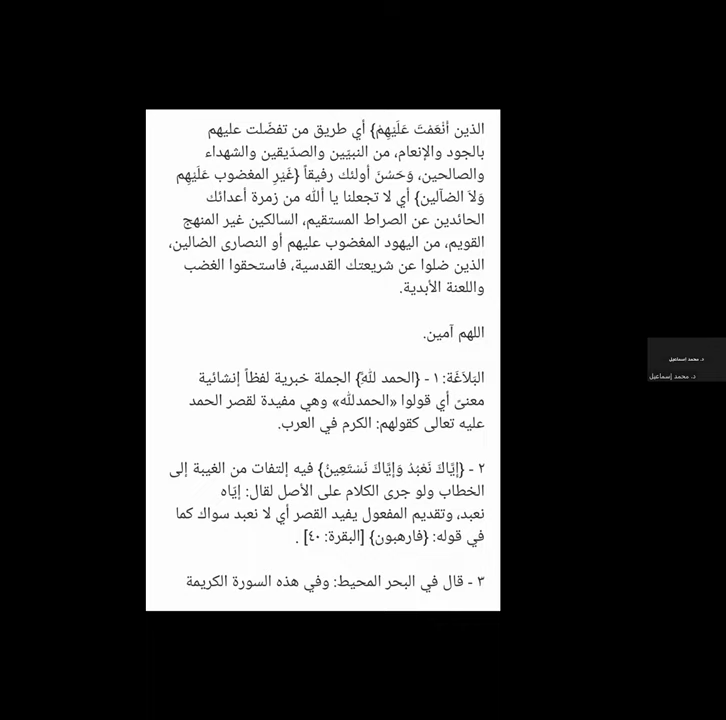 الذين أنْعَمْتَ عَلَيْهِمْ} أي طريق من تفضّلت عليهم
بالجود والإنعام، من النبيّين والصدّيقين والشهداء
والصالحين، وَحَسُنَ أولئك رفيقاً {غَيْرِ المغضوب عَلَيْهِم
وَلاَ الضآلين} أي لا تجعلنا يا ألله من زمرة أعدائك
الحائدين عن الصراط المستقيم، السالكين غير المنهج
القويم، من اليهود المغضوب عليهم أو النصارى الضالين،
الذين ضلوا عن شريعتك القدسية، فاستحقوا الغضب
واللعنة الأبدية.
اللهم آمين.
البَلاَغَة: ١ - {الحمد للَّهِ} الجملة خبرية لفظاً إنشائية
معنىً أي قولوا «الحمدلله» وهي مفيدة لقصر الحمد
عليه تعالى كقولهم: الكرم في العرب.
٢ - {إِيَّاكَ نَعْبُدُ وَإِيَّاكَ نَسْتَعِينُ} فيه إلتفات من الغيبة إلى
الخطاب ولو جرى الكلام على الأصل لقال: إيّاه
نعبد، وتقديم المفعول يفيد القصر أي لا نعبد سواك كما
في قوله: {فارهبون} [البقرة: ٤٠] .
٣ - قال في البحر المحيط: وفي هذه السورة الكريمة
د. محمد إسماعيل
د. محمد إسماعيل